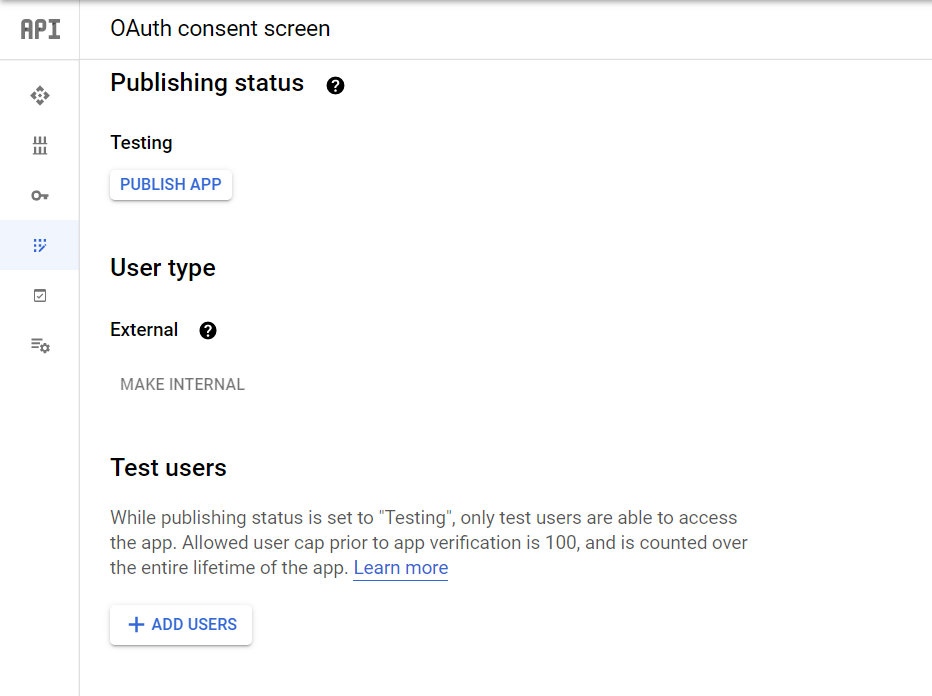 API
OAuth consent screen
Publishing status ?
Testing
PUBLISH APP
User type
External ?
MAKE INTERNAL
Test users
While publishing status is set to "Testing", only test users are able to access
the app. Allowed user cap prior to app verification is 100, and is counted over
the entire lifetime of the app. Learn more
+ ADD USERS